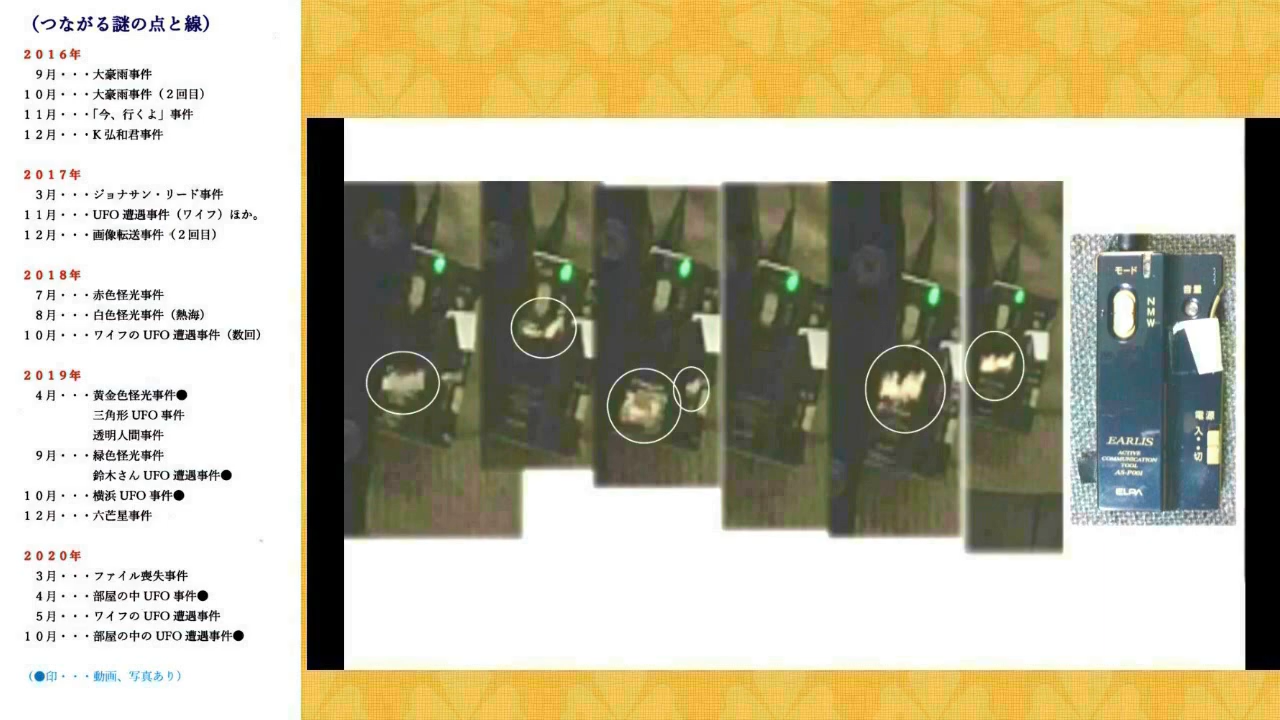 （つながる謎の点と線）
２０１６年
９月・・・大豪雨事件
１０月・・・大豪雨事件（２回目）
１１月・・・「今、行くよ」事件
１２月・・・K 弘和君事件
２０１７年
３月・・・ジョナサン・リード事件
１１月・・・UFO 遭遇事件（ワイフ）ほか。
１２月・・・画像転送事件（２回目）
２０１８年
７月・・・赤色怪光事件
８月・・・白色怪光事件（熱海）
１０月・・・ワイフの UFO 遭遇事件（数回）
２０１９年
４月・・・黄金色怪光事件●
三角形 UFO 事件
透明人間事件
９月・・・緑色怪光事件
鈴木さん UFO 遭遇事件●
１０月・・・横浜 UFO 事件●
１２月・・・六芒星事件
２０２０年
３月・・・ファイル喪失事件
４月・・・部屋の中 UFO 事件●
５月・・・ワイフの UFO 遭遇事件
１０月・・・部屋の中の UFO 遭遇事件●
（●印・・・動画、写真あり）
モード
N
M
W
音量
電源
入・・切
EARLIS
ACTIVE
COMMUNICATION
TOOL
AS-P001
ELPA